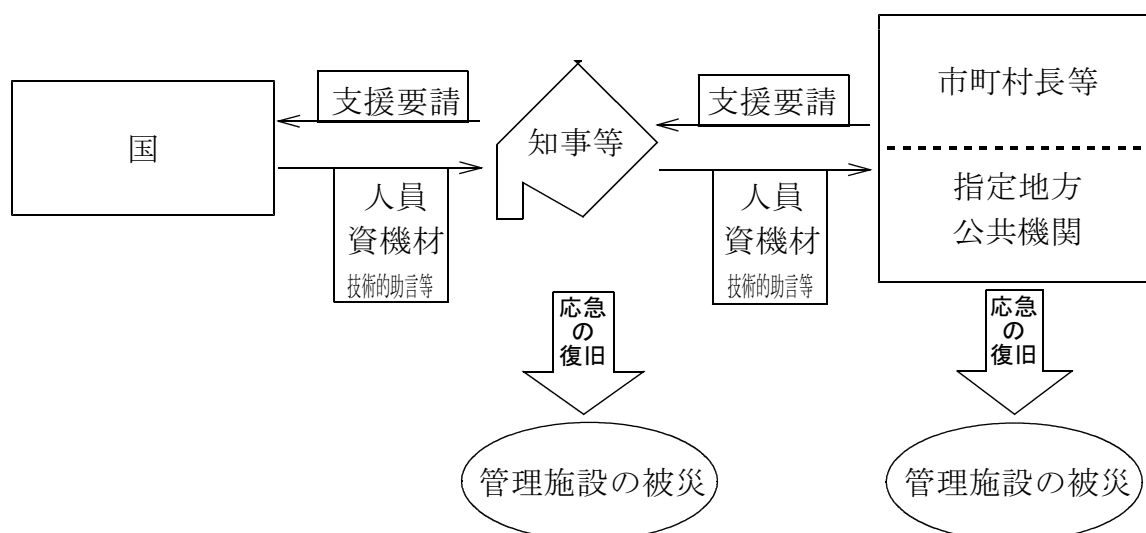 国
支援要請
人員
資機材
技術的助言等
知事等
支援要請
人員
資機材
技術的助言等
市町村長等
指定地方
公共機関
応急
の
復旧
応急
の
復旧
管理施設の被災
管理施設の被災